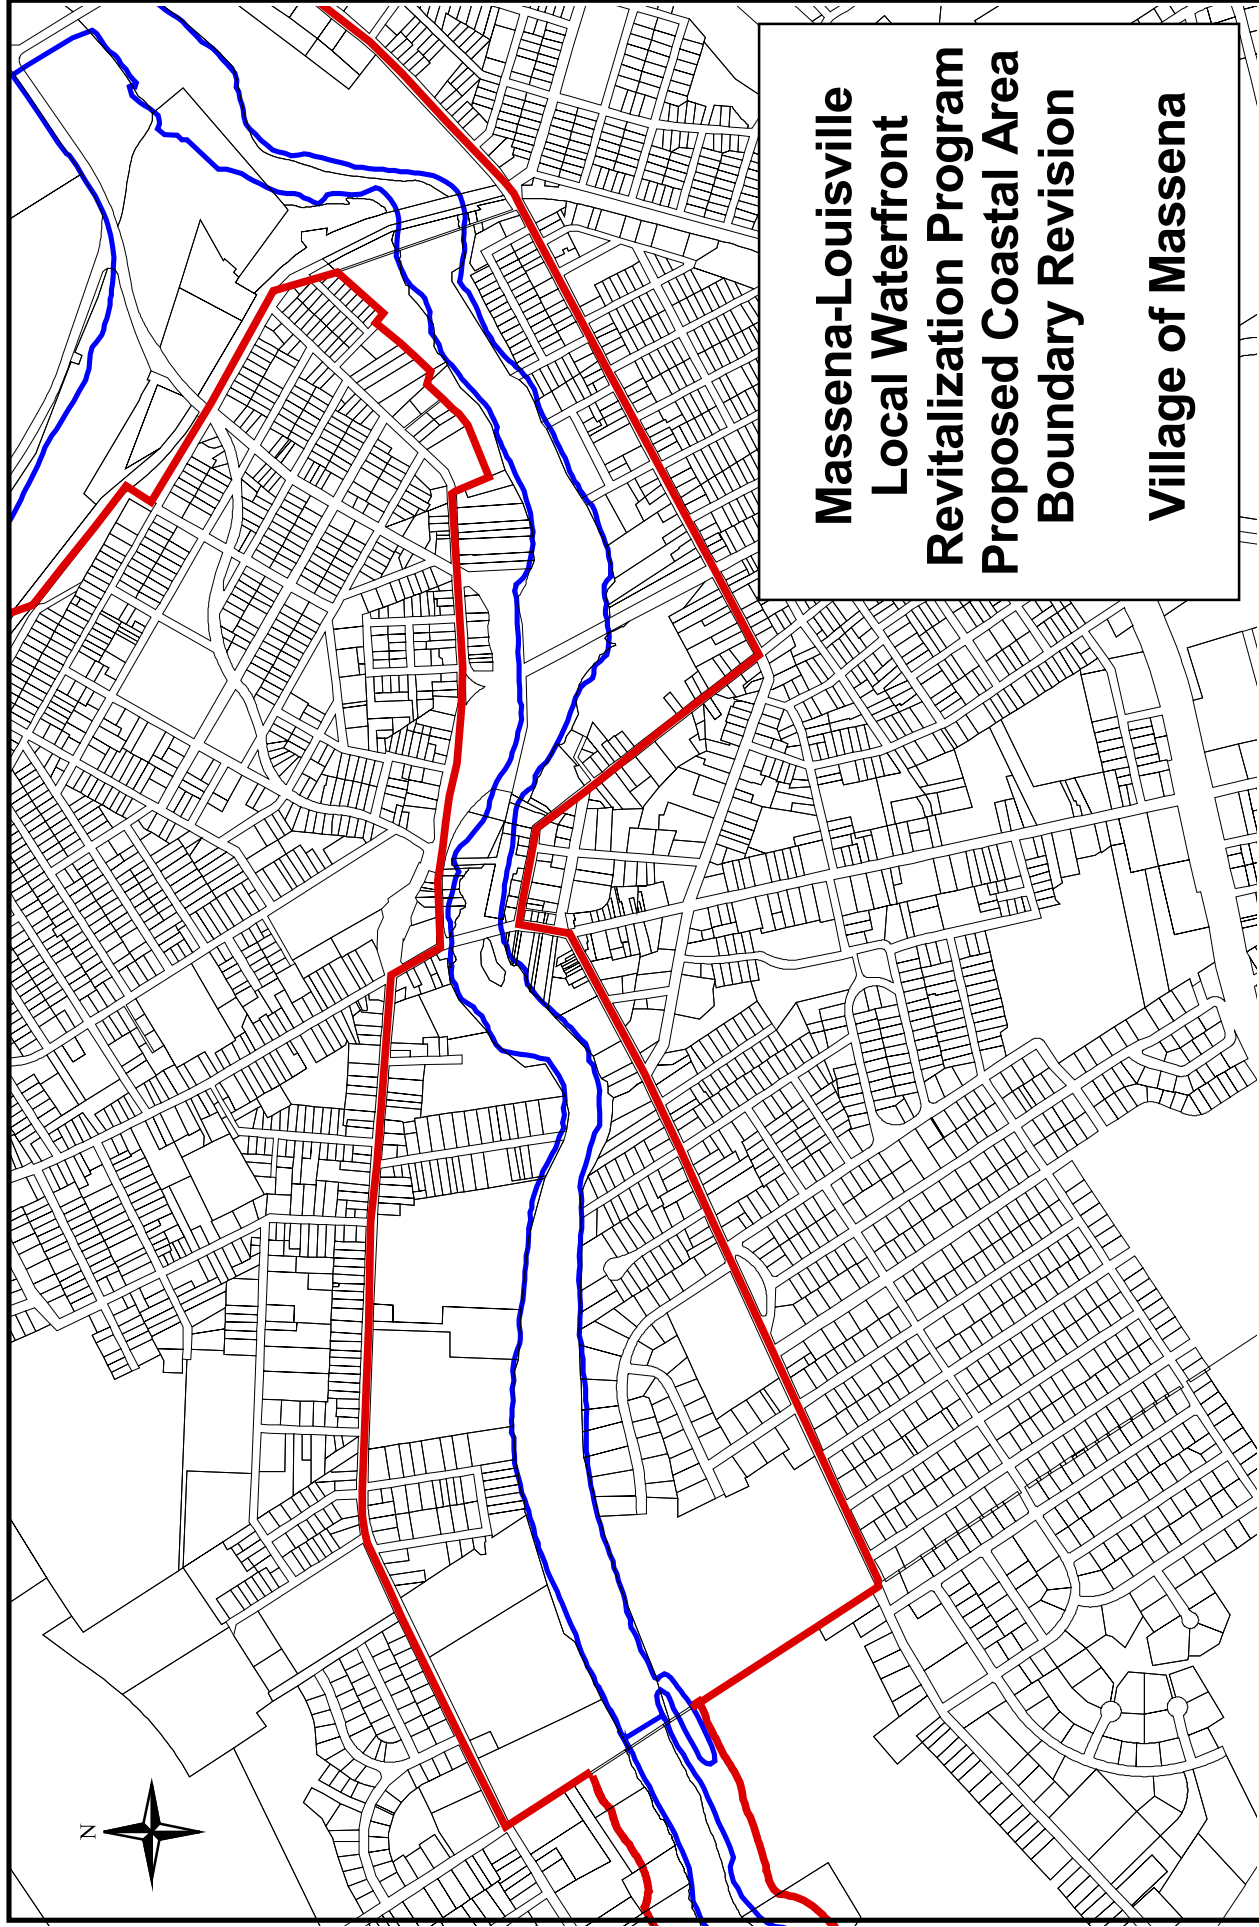 Massena-Louisville
Local Waterfront
Revitalization Program
Proposed Coastal Area
Boundary Revision
Village of Massena
N